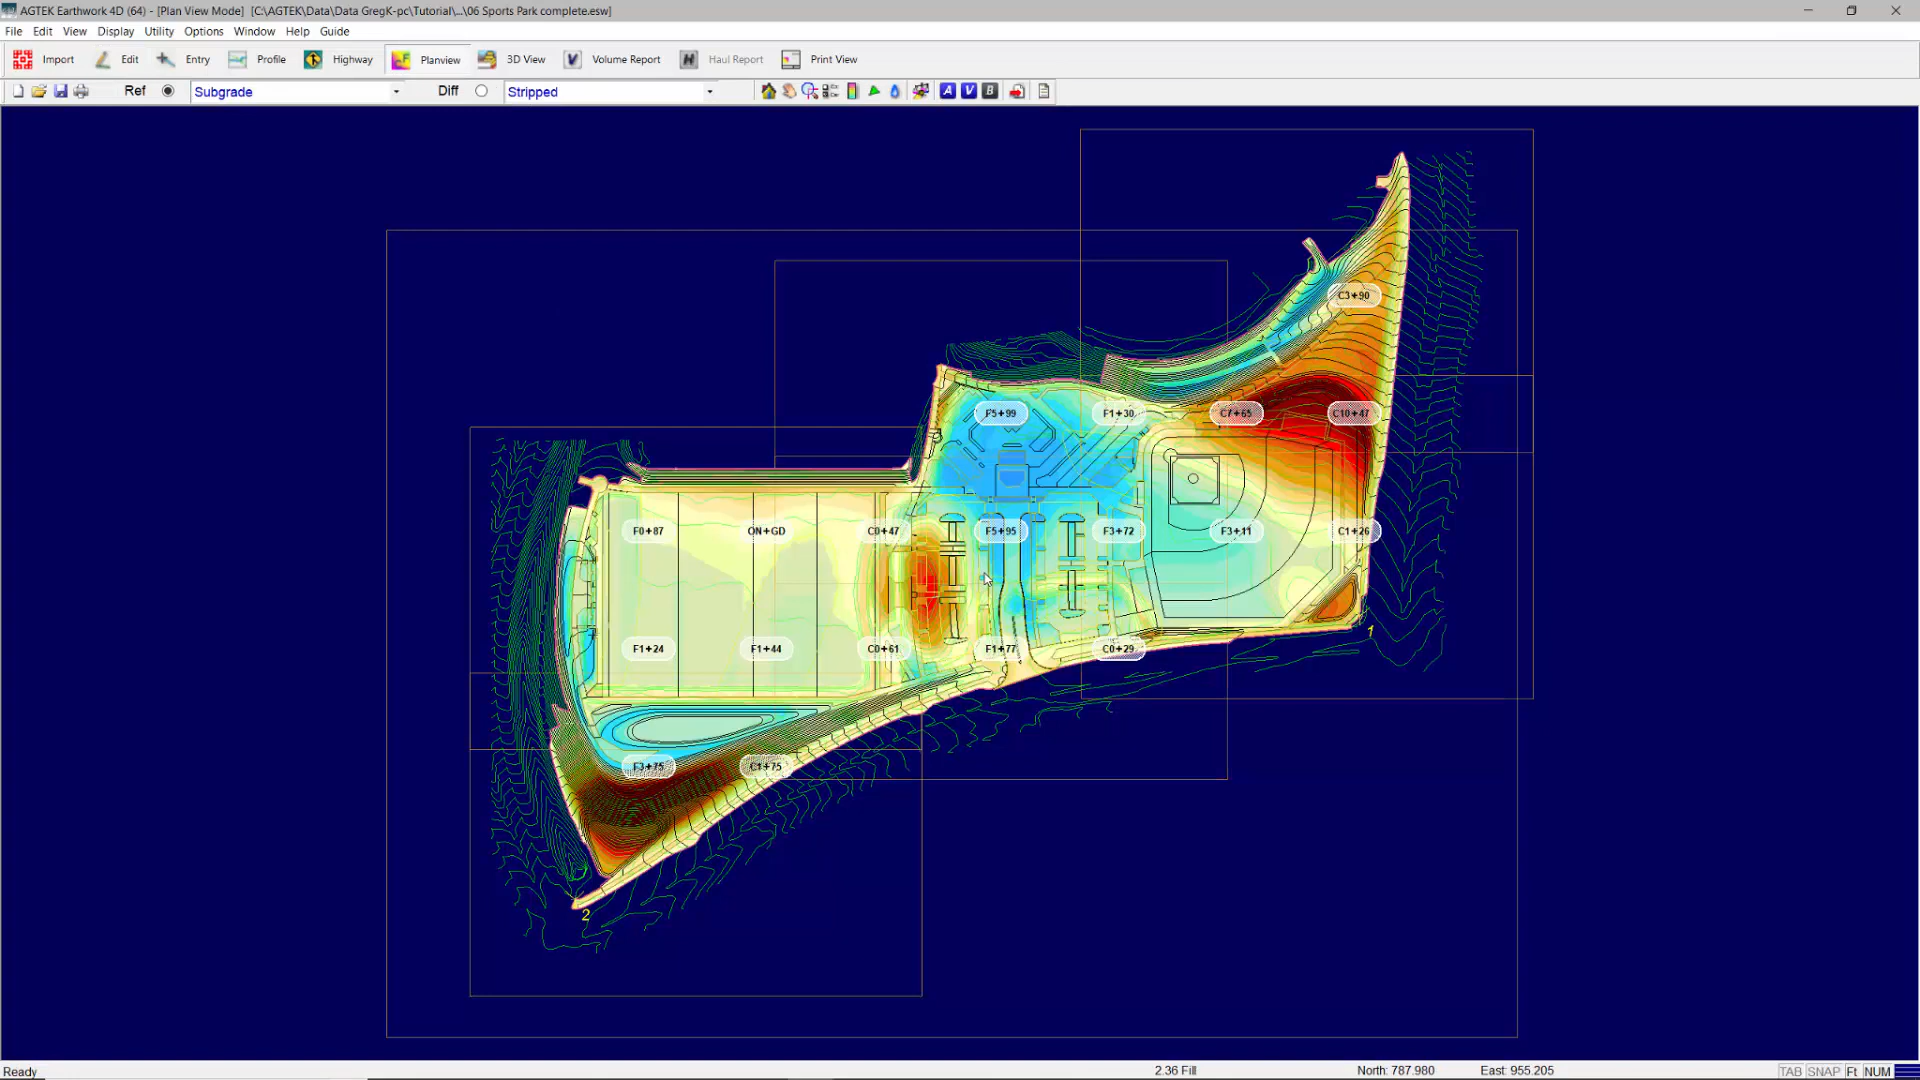 AGTEK Earthwork 4D (64) - [Plan View Mode]  [C:\AGTEK\Data\Data GregK-pc\Tutorial\...\06 Sports Park complete.esw]
File Edit View Display Utility Options Window Help Guide
Import Edit Entry Profile Highway Planview 3D View Volume Report Haul Report Print View
Ref Subgrade Diff Stripped A V B
C3+90
F5+99 F1+30 C7+65 C10+47
F0+87 ON+GD C0+47 F5+95 F3+72 F3+11 C1+26
1
F1+24 F1+44 C0+61 F1+77 C0+29
F3+75 C1+75
2
Ready 2.36 Fill North: 787.980 East: 955.205 TAB SNAP Ft NUM